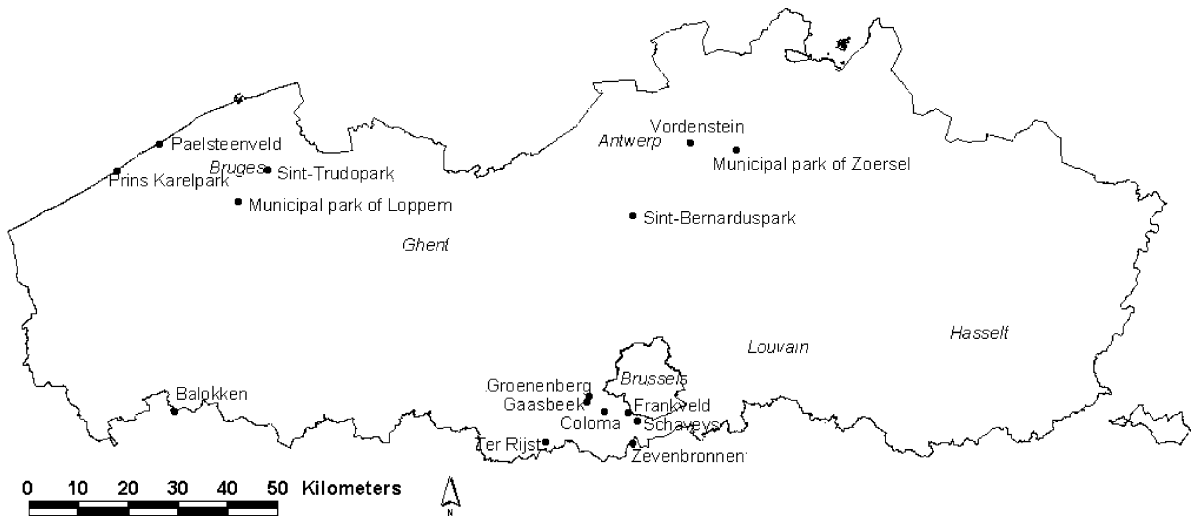 Vordenstein
Antwerp
Paelsteenveld
Municipal park of Zoersel
Bruges
Sint-Trudopark
Prins Karelpark
Municipal park of Loppem
Sint-Bernarduspark
Ghent
Hasselt
Louvain
Brussels
Groenenberg
Balokken
Gaasbeek
Frankveld
Coloma
Schaveys
Ter Rijst
Zevenbronnen
0 10 20 30 40 50 Kilometers
N